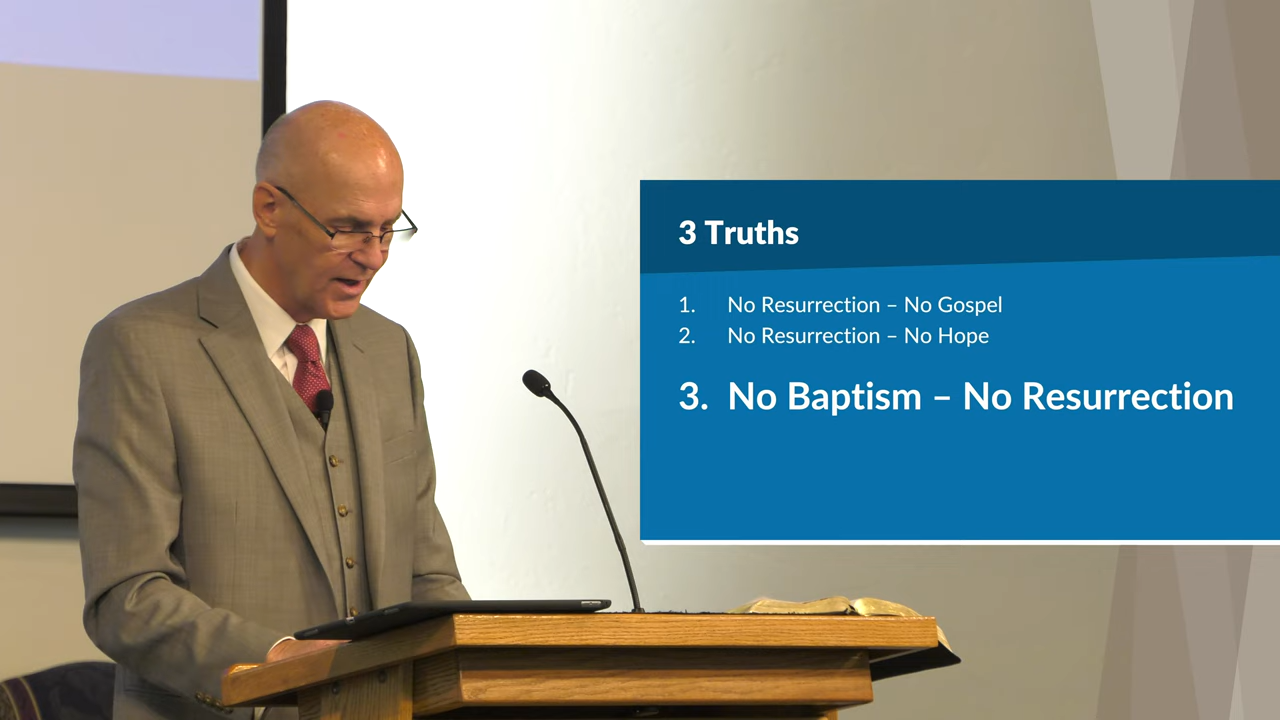 3 Truths
1. No Resurrection – No Gospel
2. No Resurrection – No Hope
3. No Baptism – No Resurrection